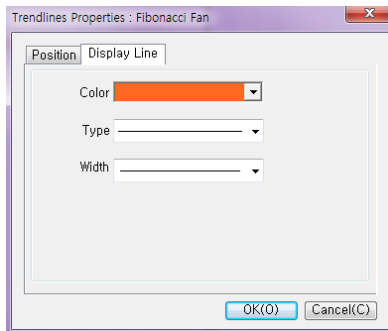 Trendlines Properties : Fibonacci Fan
Position Display Line
Color
Type
Width
OK(O) Cancel(C)